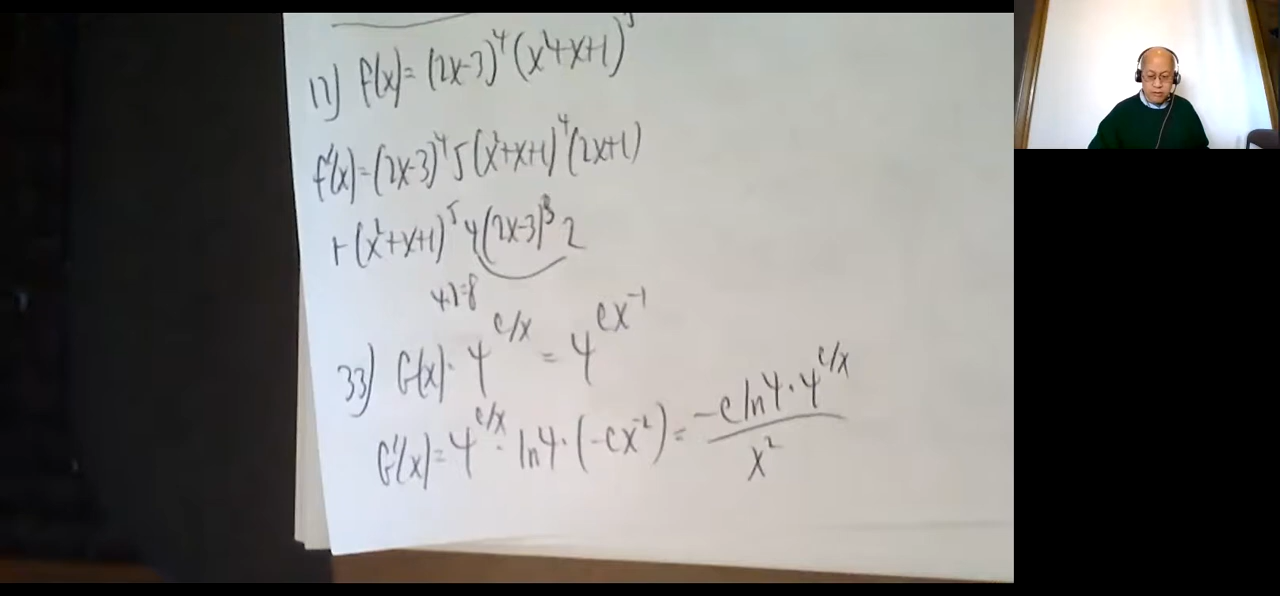 17) f(x) = (2x-3)^4 (x^4+x+1)^5
f'(x) = (2x-3)^4 5(x^2+x+1)^4 (2x+1)
+ (x^2+x+1)^5 4(2x-3)^3 2
4·2=8
33) G(x) = 4^{c/x} = 4^{cx^{-1}}
G'(x) = 4^{c/x} · ln4 · (-cx^{-2}) = \frac{-c ln4 · 4^{c/x}}{x^2}